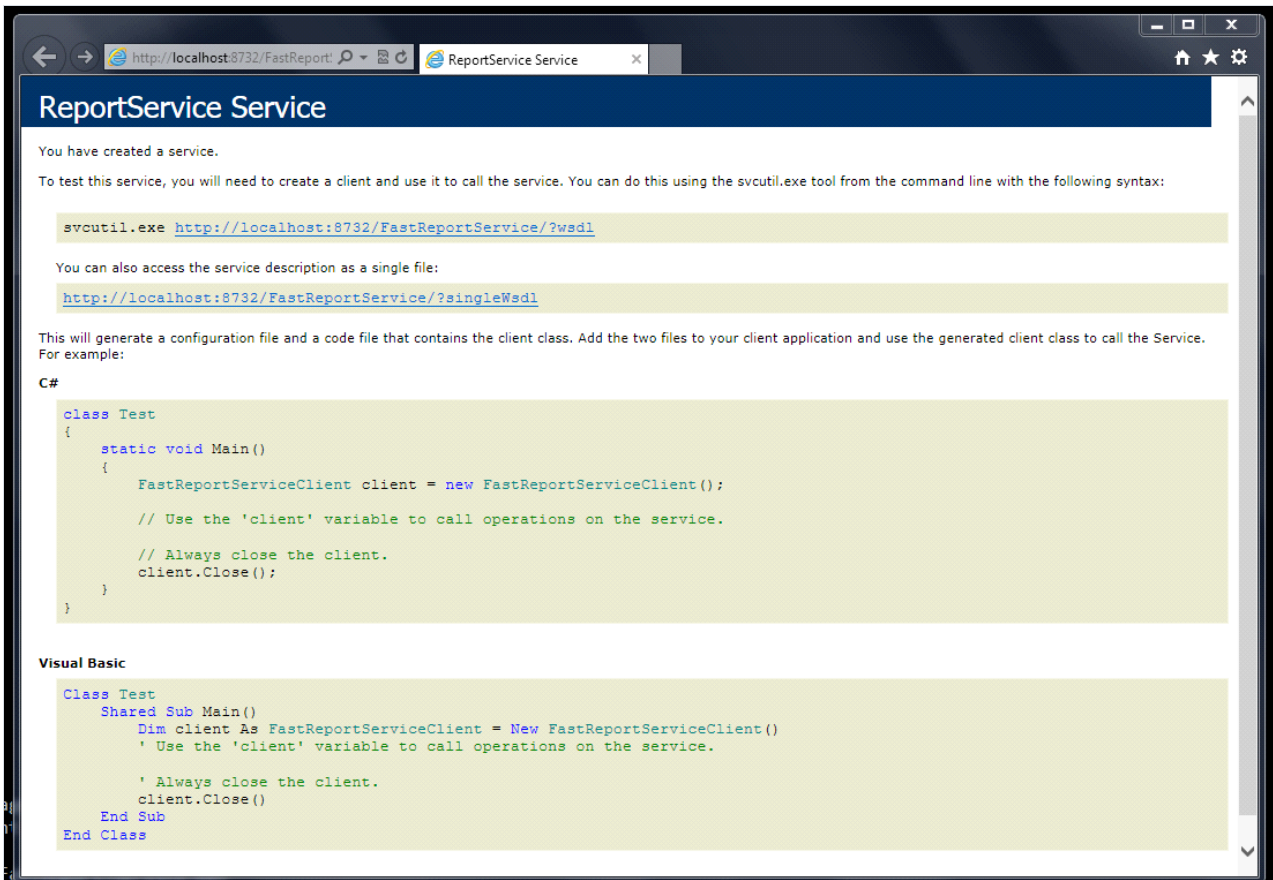 http://localhost:8732/FastReport
ReportService Service
ReportService Service
You have created a service.
To test this service, you will need to create a client and use it to call the service. You can do this using the svcutil.exe tool from the command line with the following syntax:
svcutil.exe http://localhost:8732/FastReportService/?wsdl
You can also access the service description as a single file:
http://localhost:8732/FastReportService/?singleWsdl
This will generate a configuration file and a code file that contains the client class. Add the two files to your client application and use the generated client class to call the Service.
For example:
C#
class Test
{
    static void Main()
    {
        FastReportServiceClient client = new FastReportServiceClient();
        // Use the 'client' variable to call operations on the service.
        // Always close the client.
        client.Close();
    }
}
Visual Basic
Class Test
    Shared Sub Main()
        Dim client As FastReportServiceClient = New FastReportServiceClient()
        ' Use the 'client' variable to call operations on the service.
        ' Always close the client.
        client.Close()
    End Sub
End Class